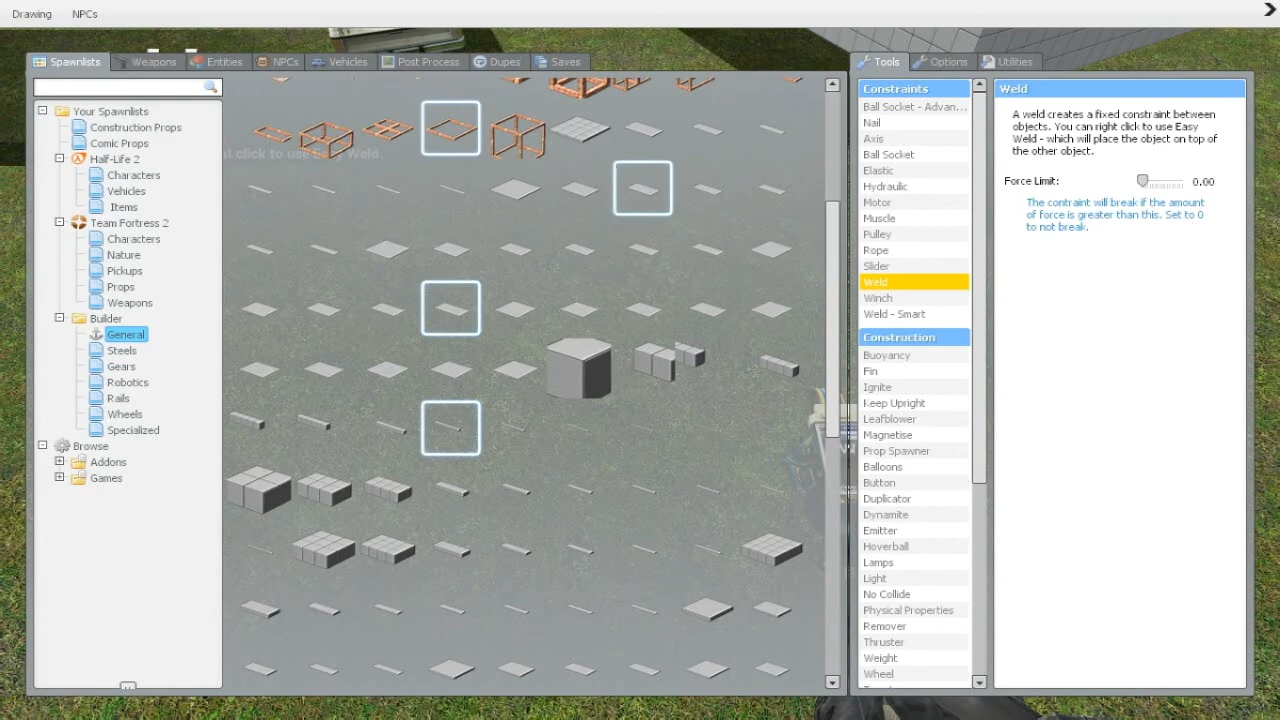 Drawing NPCs
Spawnlists Weapons Entities NPCs Vehicles Post Process Dupes Saves
Tools Options Utilities
Your Spawnlists
Construction Props
Comic Props
Half-Life 2
Characters
Vehicles
Items
Team Fortress 2
Characters
Nature
Pickups
Props
Weapons
Builder
General
Steels
Gears
Robotics
Rails
Wheels
Specialized
Browse
Addons
Games
click to use Easy Weld.
Constraints
Ball Socket - Advan...
Nail
Axis
Ball Socket
Elastic
Hydraulic
Motor
Muscle
Pulley
Rope
Slider
Weld
Winch
Weld - Smart
Construction
Buoyancy
Fin
Ignite
Keep Upright
Leafblower
Magnetise
Prop Spawner
Balloons
Button
Duplicator
Dynamite
Emitter
Hoverball
Lamps
Light
No Collide
Physical Properties
Remover
Thruster
Weight
Wheel
Weld
A weld creates a fixed constraint between
objects. You can right click to use Easy
Weld - which will place the object on top of
the other object.
Force Limit: 0.00
The contraint will break if the amount
of force is greater than this. Set to 0
to not break.